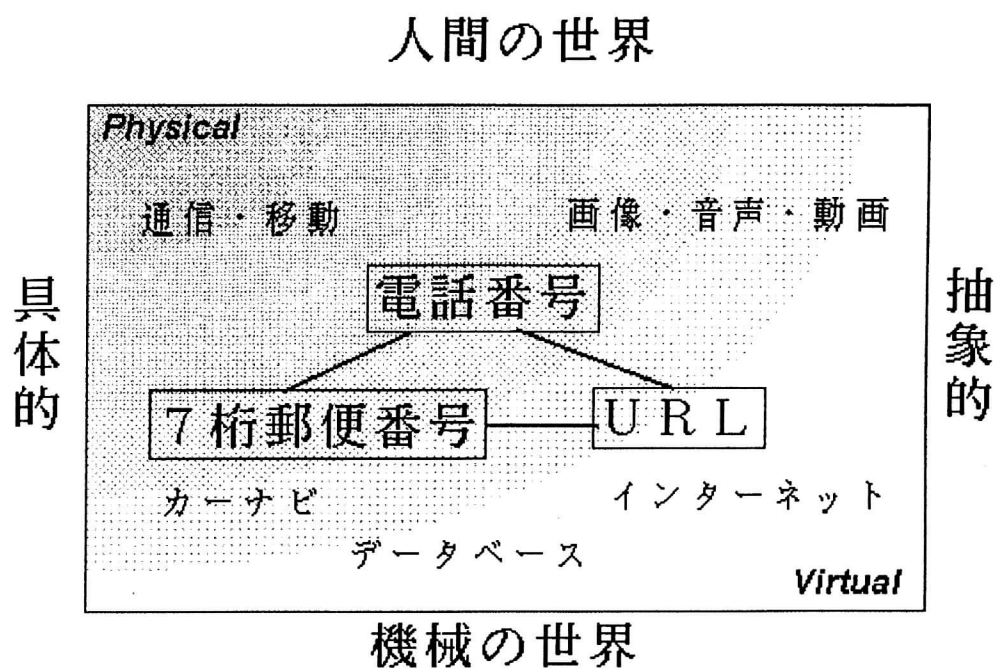 人間の世界
Physical
通信・移動 画像・音声・動画
電話番号
具体的
抽象的
7桁郵便番号 URL
カーナビ インターネット
データベース
Virtual
機械の世界